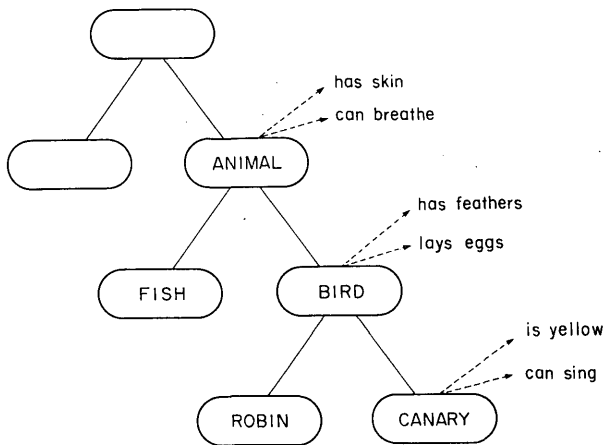 has skin
can breathe
ANIMAL
has feathers
lays eggs
FISH
BIRD
is yellow
can sing
ROBIN
CANARY